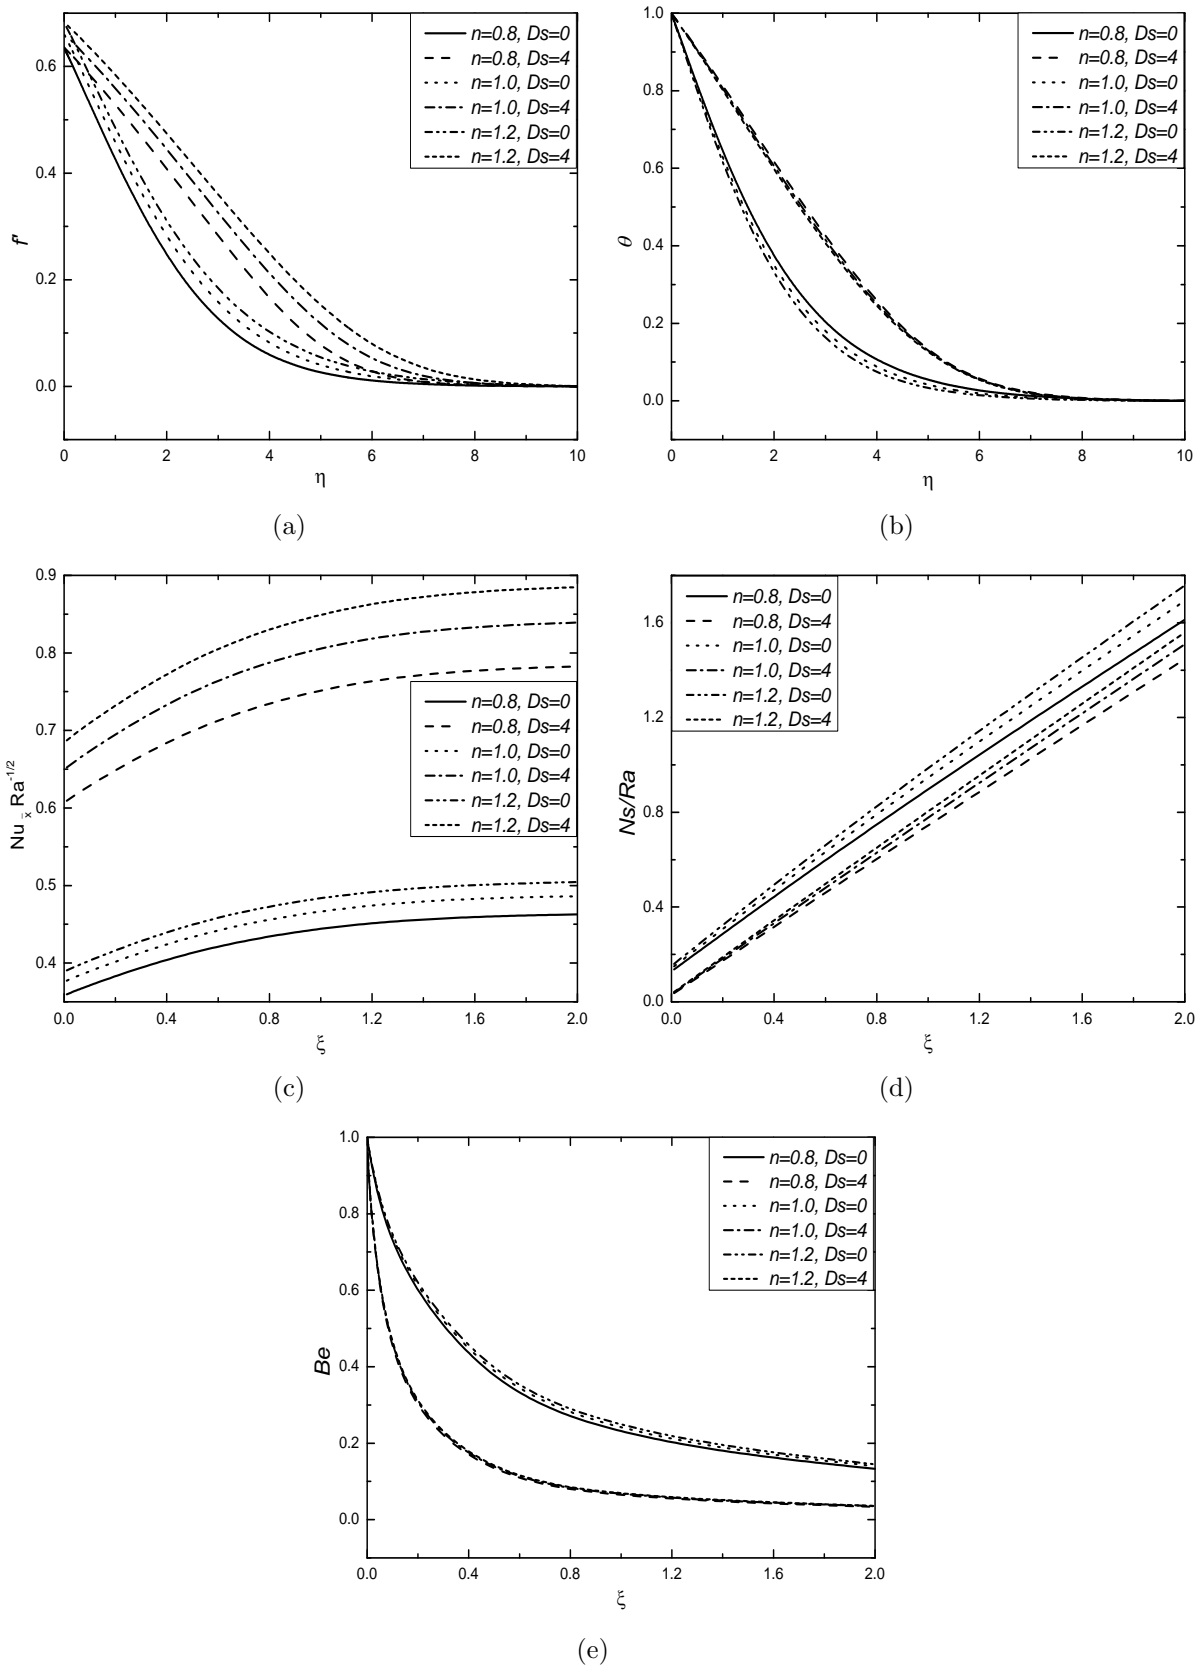 n=0.8, Ds=0
n=0.8, Ds=4
n=1.0, Ds=0
n=1.0, Ds=4
n=1.2, Ds=0
n=1.2, Ds=4
0.6
0.4
0.2
0.0
f'
0 2 4 6 8 10
η
(a)
n=0.8, Ds=0
n=0.8, Ds=4
n=1.0, Ds=0
n=1.0, Ds=4
n=1.2, Ds=0
n=1.2, Ds=4
1.0
0.8
0.6
0.4
0.2
0.0
θ
0 2 4 6 8 10
η
(b)
0.9
0.8
0.7
0.6
0.5
0.4
Nu x̄ Ra-1/2
n=0.8, Ds=0
n=0.8, Ds=4
n=1.0, Ds=0
n=1.0, Ds=4
n=1.2, Ds=0
n=1.2, Ds=4
0.0 0.4 0.8 1.2 1.6 2.0
ξ
(c)
n=0.8, Ds=0
n=0.8, Ds=4
n=1.0, Ds=0
n=1.0, Ds=4
n=1.2, Ds=0
n=1.2, Ds=4
1.6
1.2
0.8
0.4
0.0
Ns/Ra
0.0 0.4 0.8 1.2 1.6 2.0
ξ
(d)
n=0.8, Ds=0
n=0.8, Ds=4
n=1.0, Ds=0
n=1.0, Ds=4
n=1.2, Ds=0
n=1.2, Ds=4
1.0
0.8
0.6
0.4
0.2
0.0
Be
0.0 0.4 0.8 1.2 1.6 2.0
ξ
(e)